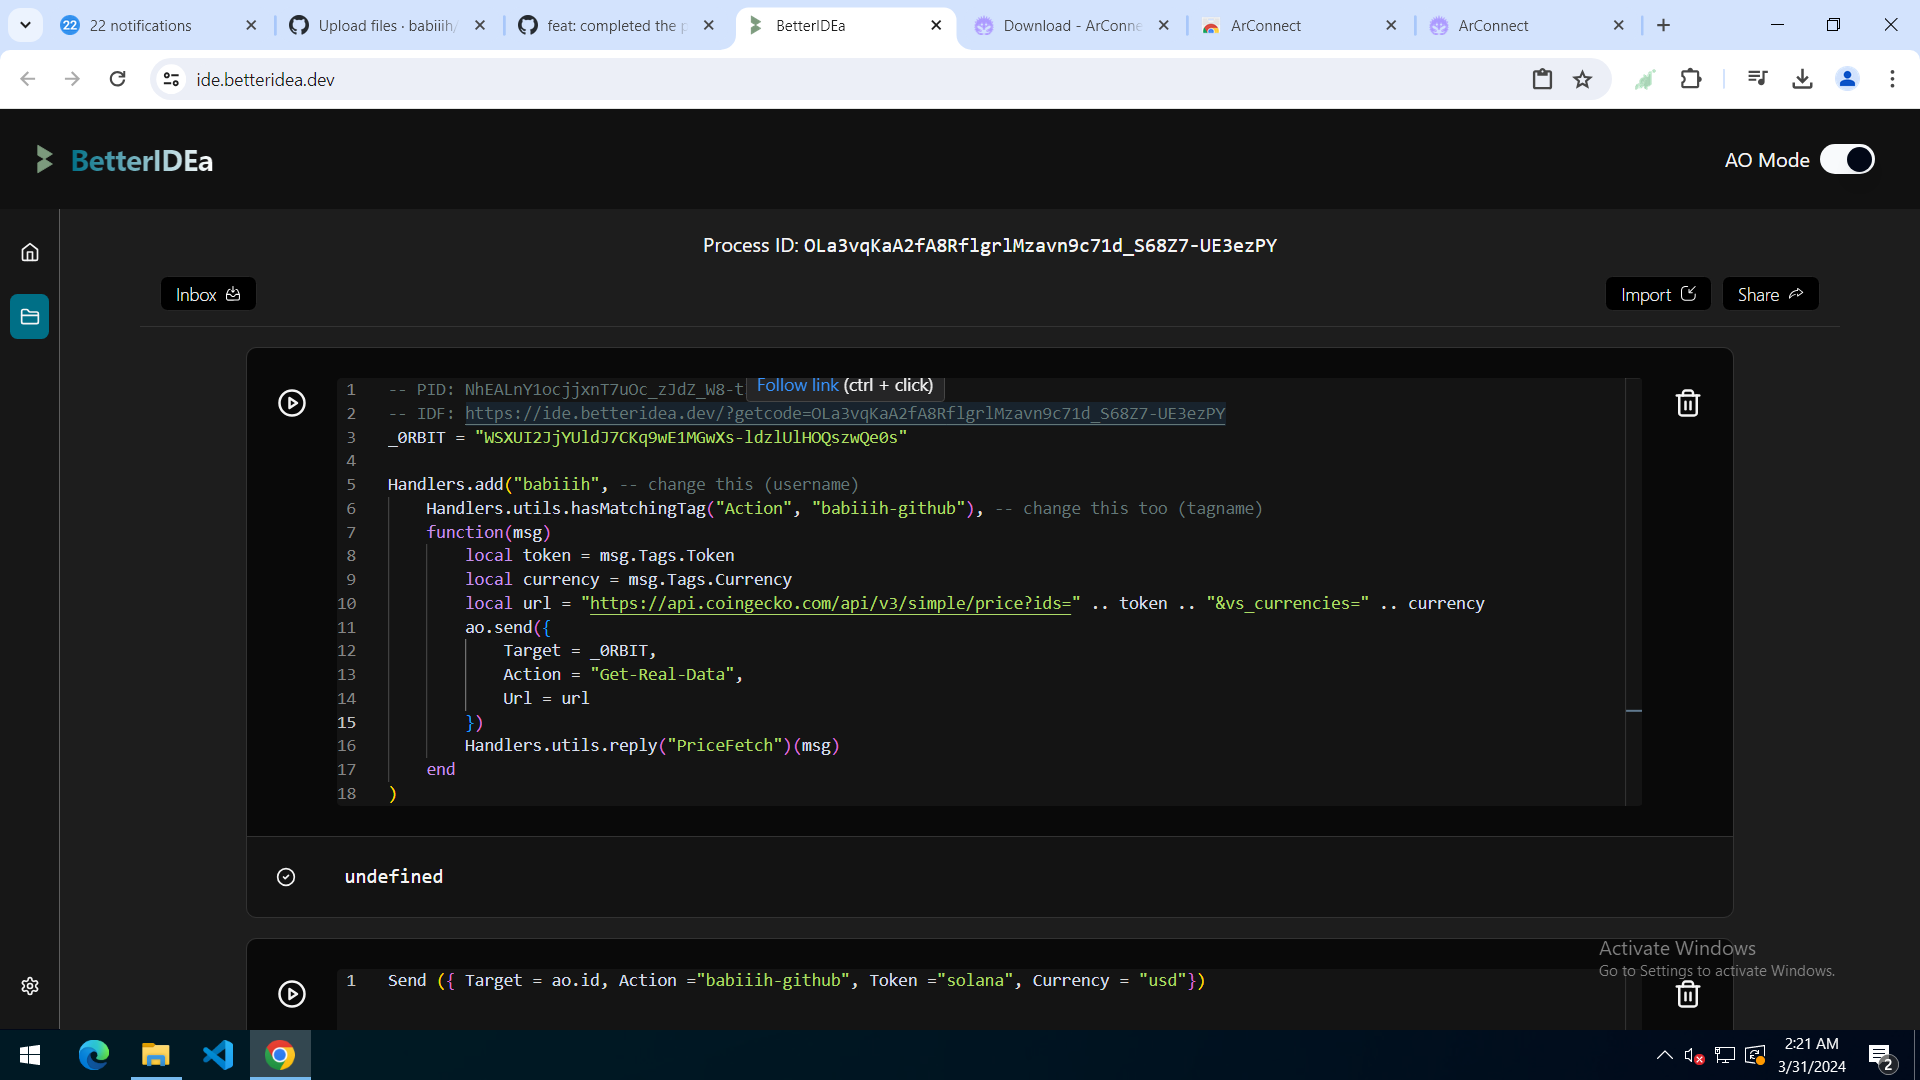 22 notifications
Upload files · babiiih/
feat: completed the p
BetterIDEa
Download - ArConne
ArConnect
ArConnect
ide.betteridea.dev
BetterIDEa
AO Mode
Process ID: OLa3vqKaA2fA8RflgrlMzavn9c71d_S68Z7-UE3ezPY
Inbox
Import
Share
1 -- PID: NhEALnY1ocjjxnT7uOc_zJdZ_W8-t
Follow link (ctrl + click)
2 -- IDF: https://ide.betteridea.dev/?getcode=OLa3vqKaA2fA8RflgrlMzavn9c71d_S68Z7-UE3ezPY
3 _0RBIT = "WSXUI2JjYUldJ7CKq9wE1MGwXs-ldzlUlHOQszwQe0s"
4
5 Handlers.add("babiiih", -- change this (username)
6 Handlers.utils.hasMatchingTag("Action", "babiiih-github"), -- change this too (tagname)
7 function(msg)
8 local token = msg.Tags.Token
9 local currency = msg.Tags.Currency
10 local url = "https://api.coingecko.com/api/v3/simple/price?ids=" .. token .. "&vs_currencies=" .. currency
11 ao.send({
12 Target = _0RBIT,
13 Action = "Get-Real-Data",
14 Url = url
15 })
16 Handlers.utils.reply("PriceFetch")(msg)
17 end
18 )
undefined
1 Send ({ Target = ao.id, Action ="babiiih-github", Token ="solana", Currency = "usd"})
Activate Windows
Go to Settings to activate Windows.
2:21 AM
3/31/2024
2